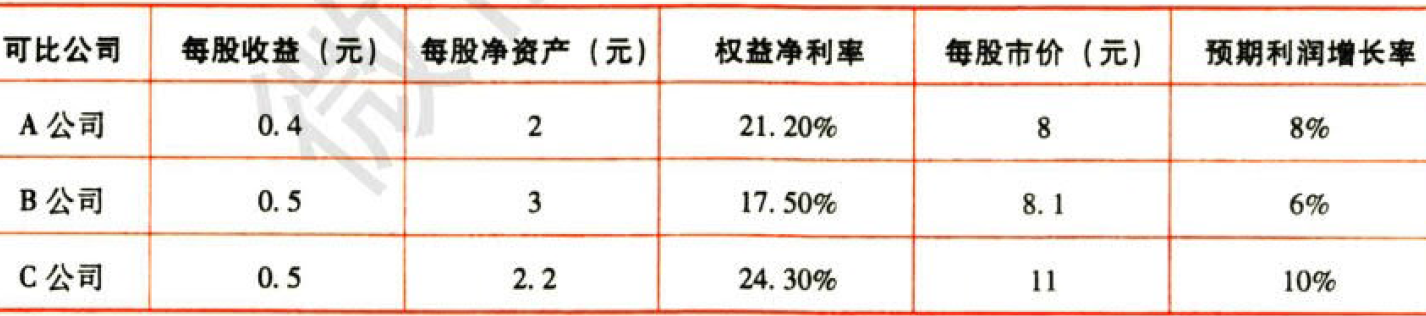 可比公司 每股收益（元） 每股净资产（元） 权益净利率 每股市价（元） 预期利润增长率
A公司 0.4 2 21.20% 8 8%
B公司 0.5 3 17.50% 8.1 6%
C公司 0.5 2.2 24.30% 11 10%